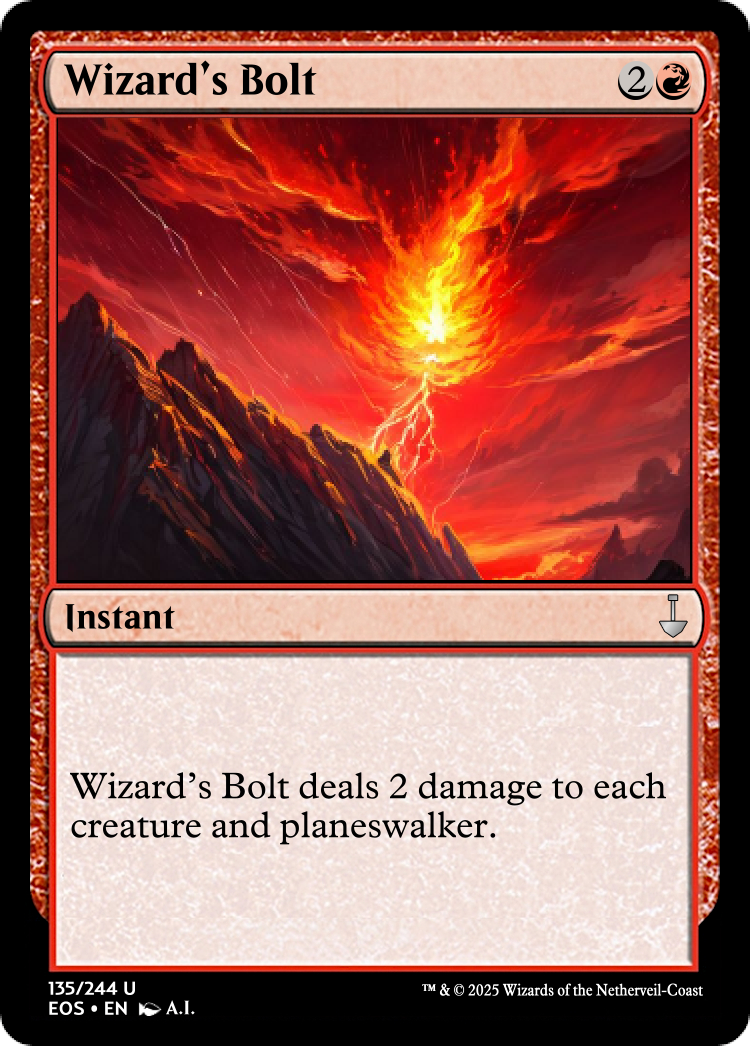 Wizard's Bolt 2
Instant
Wizard's Bolt deals 2 damage to each
creature and planeswalker.
135/244 U
EOS • EN A.I.
™ & © 2025 Wizards of the Netherveil-Coast